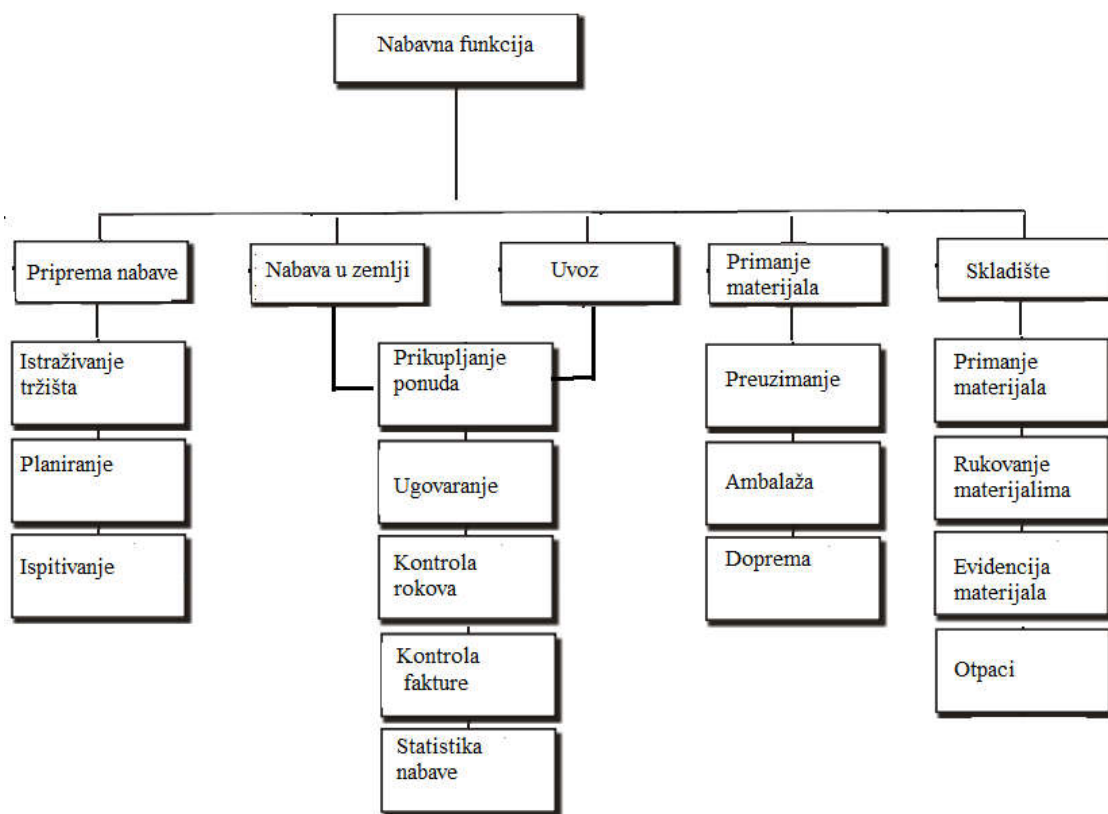 Nabavna funkcija
Priprema nabave
Nabava u zemlji
Uvoz
Primanje
materijala
Skladište
Istraživanje
tržišta
Planiranje
Ispitivanje
Prikupljanje
ponuda
Ugovaranje
Kontrola
rokova
Kontrola
fakture
Statistika
nabave
Preuzimanje
Ambalaža
Doprema
Primanje
materijala
Rukovanje
materijalima
Evidencija
materijala
Otpaci